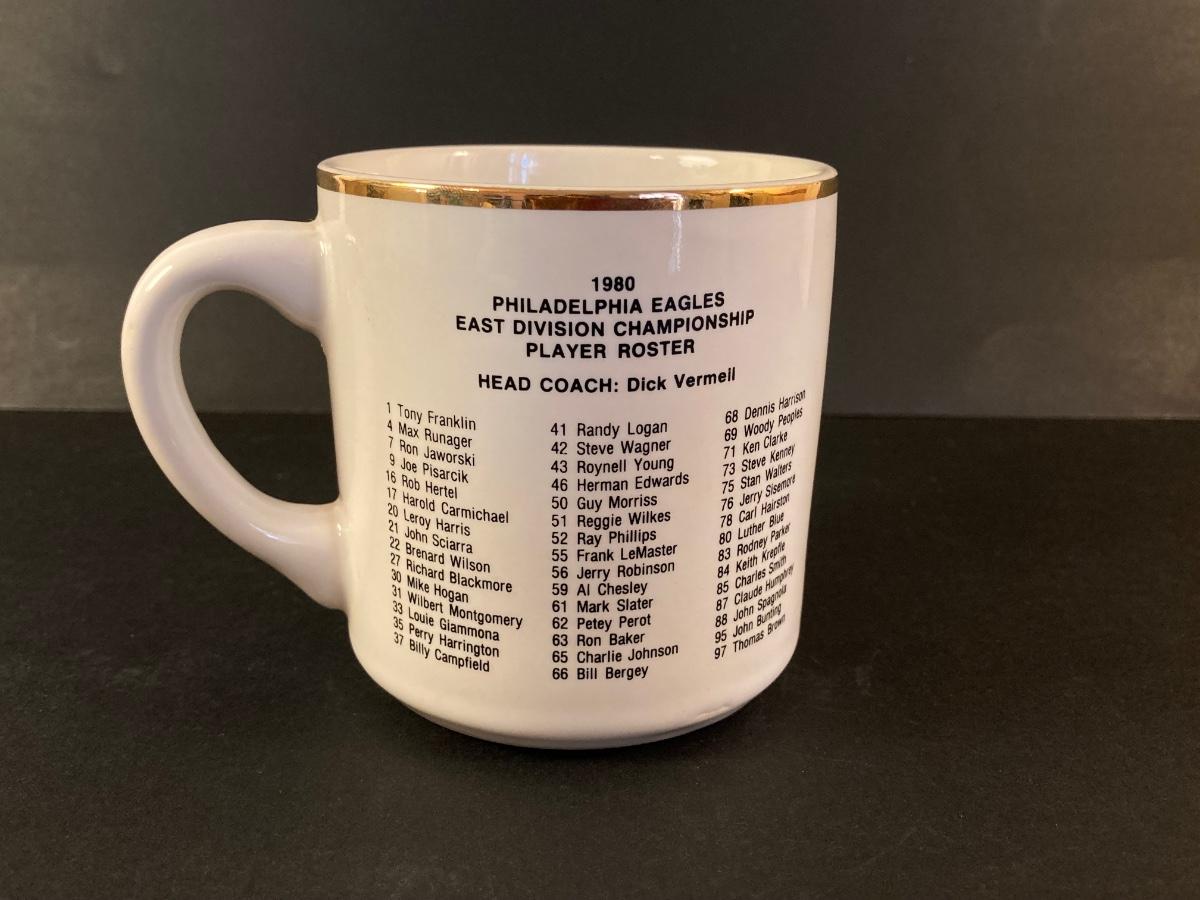 1980
PHILADELPHIA EAGLES
EAST DIVISION CHAMPIONSHIP
PLAYER ROSTER
HEAD COACH: Dick Vermeil
1 Tony Franklin
4 Max Runager
7 Ron Jaworski
9 Joe Pisarcik
16 Rob Hertel
17 Harold Carmichael
20 Leroy Harris
21 John Sciarra
22 Brenard Wilson
27 Richard Blackmore
30 Mike Hogan
31 Wilbert Montgomery
33 Louie Giammona
35 Perry Harrington
37 Billy Campfield
41 Randy Logan
42 Steve Wagner
43 Roynell Young
46 Herman Edwards
50 Guy Morriss
51 Reggie Wilkes
52 Ray Phillips
55 Frank LeMaster
56 Jerry Robinson
59 Al Chesley
61 Mark Slater
62 Petey Perot
63 Ron Baker
65 Charlie Johnson
66 Bill Bergey
68 Dennis Harrison
69 Woody Peoples
71 Ken Clarke
73 Steve Kenney
75 Stan Walters
76 Jerry Sisemore
78 Carl Hairston
80 Luther Blue
83 Rodney Parker
84 Keith Krepfle
85 Charles Smith
87 Claude Humphrey
88 John Spagnola
95 John Bunting
97 Thomas Brown